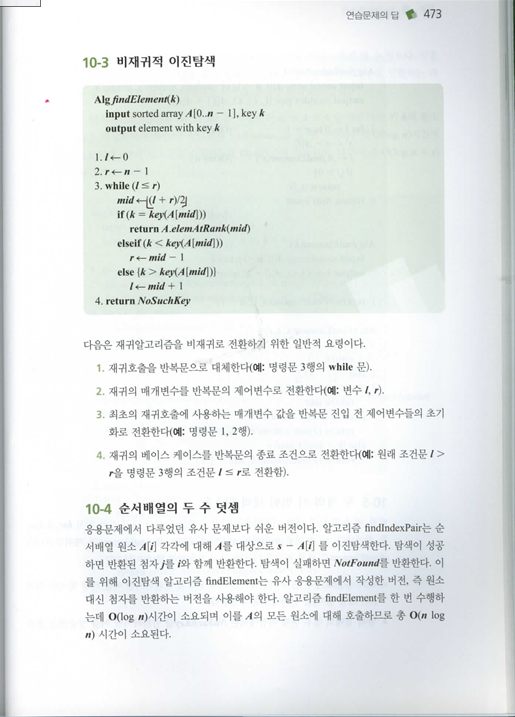 연습문제의 답 473
10-3 비재귀적 이진탐색
Alg findElement(k)
input sorted array A[0..n − 1], key k
output element with key k
1. l ← 0
2. r ← n − 1
3. while (l ≤ r)
mid ← ⌊(l + r)/2⌋
if (k = key(A[mid]))
return A.elemAtRank(mid)
elseif (k < key(A[mid]))
r ← mid − 1
else {k > key(A[mid])}
l ← mid + 1
4. return NoSuchKey
다음은 재귀알고리즘을 비재귀로 전환하기 위한 일반적 요령이다.
1. 재귀호출을 반복문으로 대체한다(예: 명령문 3행의 while 문).
2. 재귀의 매개변수를 반복문의 제어변수로 전환한다(예: 변수 l, r).
3. 최초의 재귀호출에 사용하는 매개변수 값을 반복문 진입 전 제어변수들의 초기
화로 전환한다(예: 명령문 1, 2행).
4. 재귀의 베이스 케이스를 반복문의 종료 조건으로 전환한다(예: 원래 조건문 l >
r을 명령문 3행의 조건문 l ≤ r로 전환함).
10-4 순서배열의 두 수 덧셈
응용문제에서 다루었던 유사 문제보다 쉬운 버전이다. 알고리즘 findIndexPair는 순
서배열 원소 A[i] 각각에 대해 A를 대상으로 s − A[i] 를 이진탐색한다. 탐색이 성공
하면 반환된 첨자 j를 i와 함께 반환한다. 탐색이 실패하면 NotFound를 반환한다. 이
를 위해 이진탐색 알고리즘 findElement는 유사 응용문제에서 작성한 버전, 즉 원소
대신 첨자를 반환하는 버전을 사용해야 한다. 알고리즘 findElement를 한 번 수행하
는데 O(log n)시간이 소요되며 이를 A의 모든 원소에 대해 호출하므로 총 O(n log
n) 시간이 소요된다.